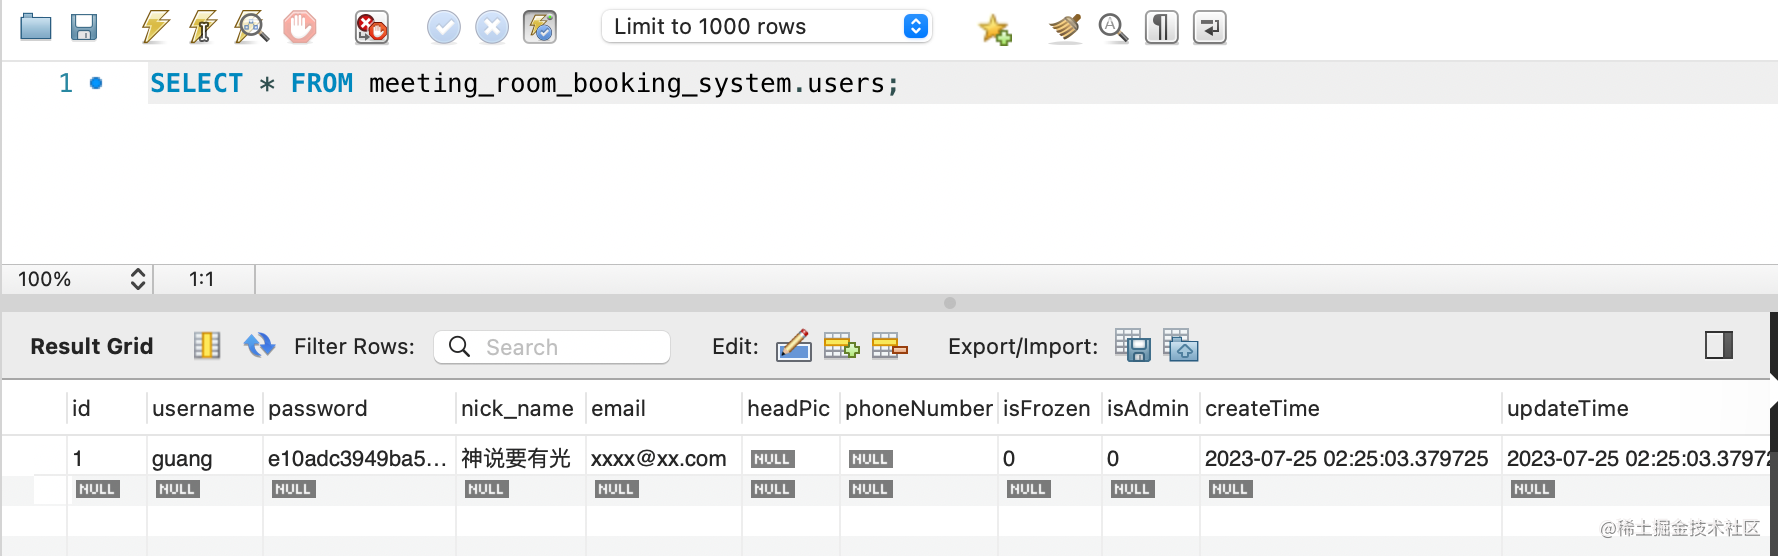 Limit to 1000 rows
1 SELECT * FROM meeting_room_booking_system.users;
100% 1:1
Result Grid Filter Rows: Search Edit: Export/Import:
id username password nick_name email headPic phoneNumber isFrozen isAdmin createTime updateTime
1 guang e10adc3949ba5... 神说要有光 xxxx@xx.com NULL NULL 0 0 2023-07-25 02:25:03.379725 2023-07-25 02:25:03.3797
NULL NULL NULL NULL NULL NULL NULL NULL NULL NULL NULL
@稀土掘金技术社区